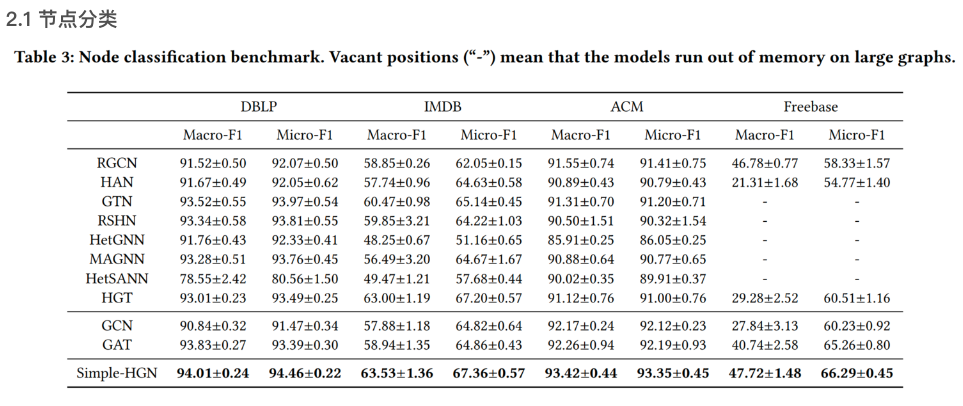 2.1 节点分类
Table 3: Node classification benchmark. Vacant positions (“-”) mean that the models run out of memory on large graphs.
DBLP IMDB ACM Freebase
Macro-F1 Micro-F1 Macro-F1 Micro-F1 Macro-F1 Micro-F1 Macro-F1 Micro-F1
RGCN 91.52±0.50 92.07±0.50 58.85±0.26 62.05±0.15 91.55±0.74 91.41±0.75 46.78±0.77 58.33±1.57
HAN 91.67±0.49 92.05±0.62 57.74±0.96 64.63±0.58 90.89±0.43 90.79±0.43 21.31±1.68 54.77±1.40
GTN 93.52±0.55 93.97±0.54 60.47±0.98 65.14±0.45 91.31±0.70 91.20±0.71 - -
RSHN 93.34±0.58 93.81±0.55 59.85±3.21 64.22±1.03 90.50±1.51 90.32±1.54 - -
HetGNN 91.76±0.43 92.33±0.41 48.25±0.67 51.16±0.65 85.91±0.25 86.05±0.25 - -
MAGNN 93.28±0.51 93.76±0.45 56.49±3.20 64.67±1.67 90.88±0.64 90.77±0.65 - -
HetSANN 78.55±2.42 80.56±1.50 49.47±1.21 57.68±0.44 90.02±0.35 89.91±0.37 - -
HGT 93.01±0.23 93.49±0.25 63.00±1.19 67.20±0.57 91.12±0.76 91.00±0.76 29.28±2.52 60.51±1.16
GCN 90.84±0.32 91.47±0.34 57.88±1.18 64.82±0.64 92.17±0.24 92.12±0.23 27.84±3.13 60.23±0.92
GAT 93.83±0.27 93.39±0.30 58.94±1.35 64.86±0.43 92.26±0.94 92.19±0.93 40.74±2.58 65.26±0.80
Simple-HGN 94.01±0.24 94.46±0.22 63.53±1.36 67.36±0.57 93.42±0.44 93.35±0.45 47.72±1.48 66.29±0.45